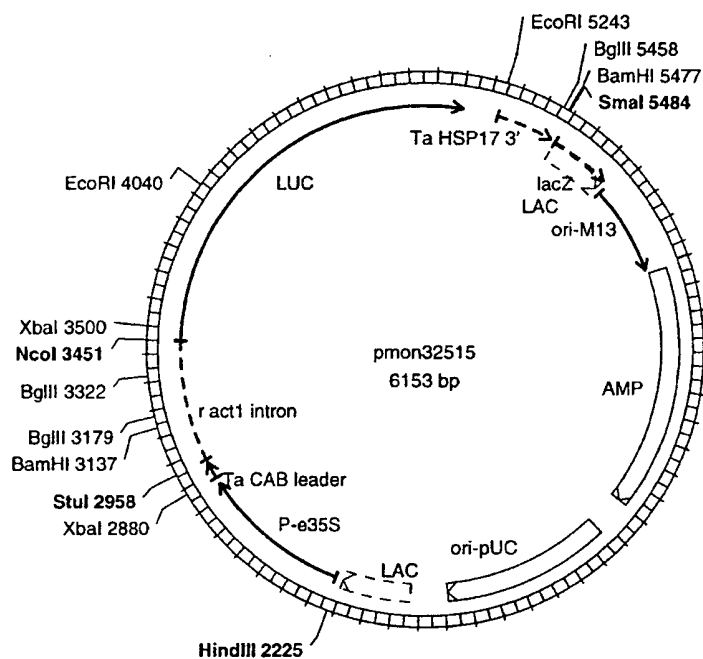 EcoRI 5243
BglII 5458
BamHI 5477
SmaI 5484
Ta HSP17 3'
lacZ
LAC
ori-M13
LUC
EcoRI 4040
XbaI 3500
NcoI 3451
BglII 3322
BglII 3179
BamHI 3137
StuI 2958
XbaI 2880
r act1 intron
Ta CAB leader
P-e35S
pmon32515
6153 bp
AMP
ori-pUC
LAC
HindIII 2225